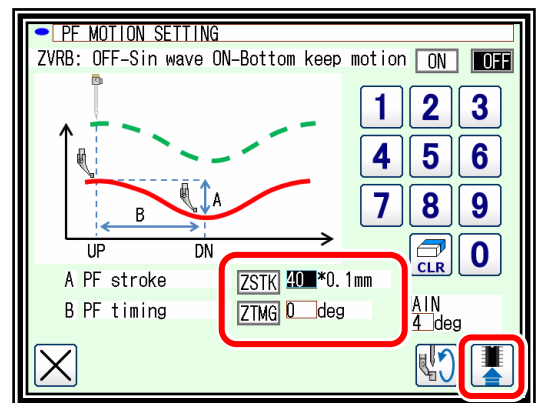 PF MOTION SETTING
ZVRB: OFF-Sin wave ON-Bottom keep motion ON OFF
1 2 3
4 5 6
7 8 9
CLR 0
A
B
UP DN
A PF stroke ZSTK 40 *0.1mm
B PF timing ZTMG 0 deg
AIN
4 deg